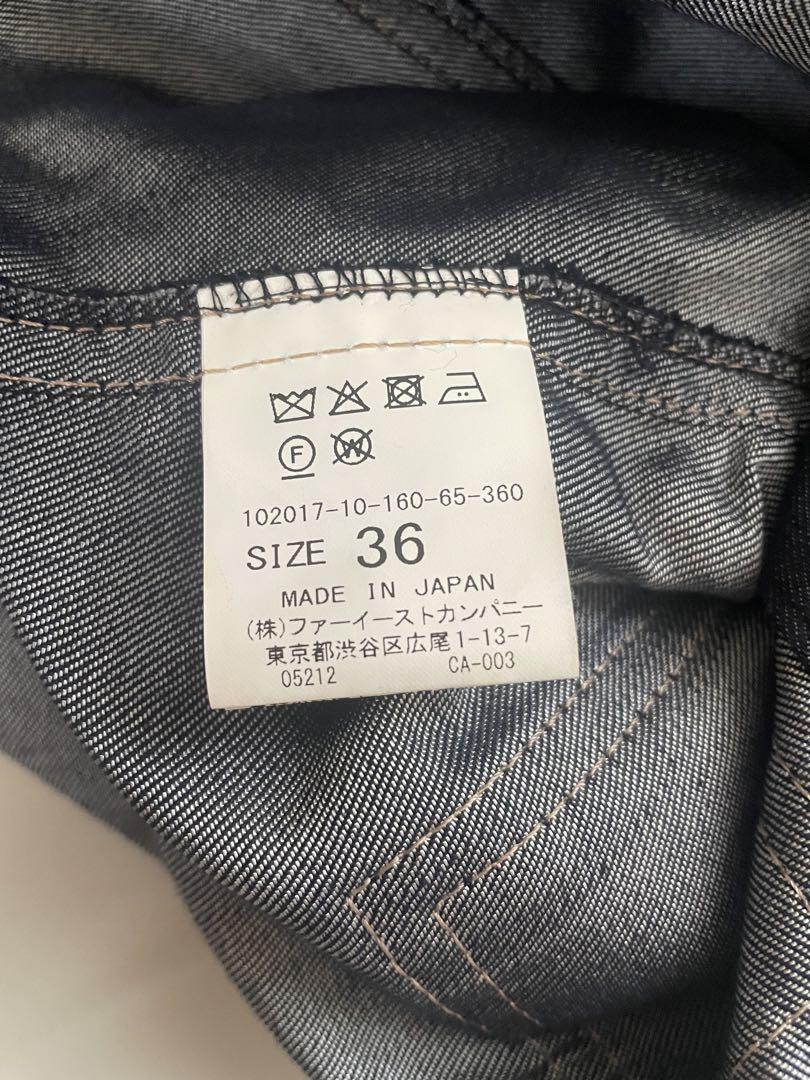 F W
102017-10-160-65-360
SIZE 36
MADE IN JAPAN
(株)ファーイーストカンパニー
東京都渋谷区広尾1-13-7
05212 CA-003